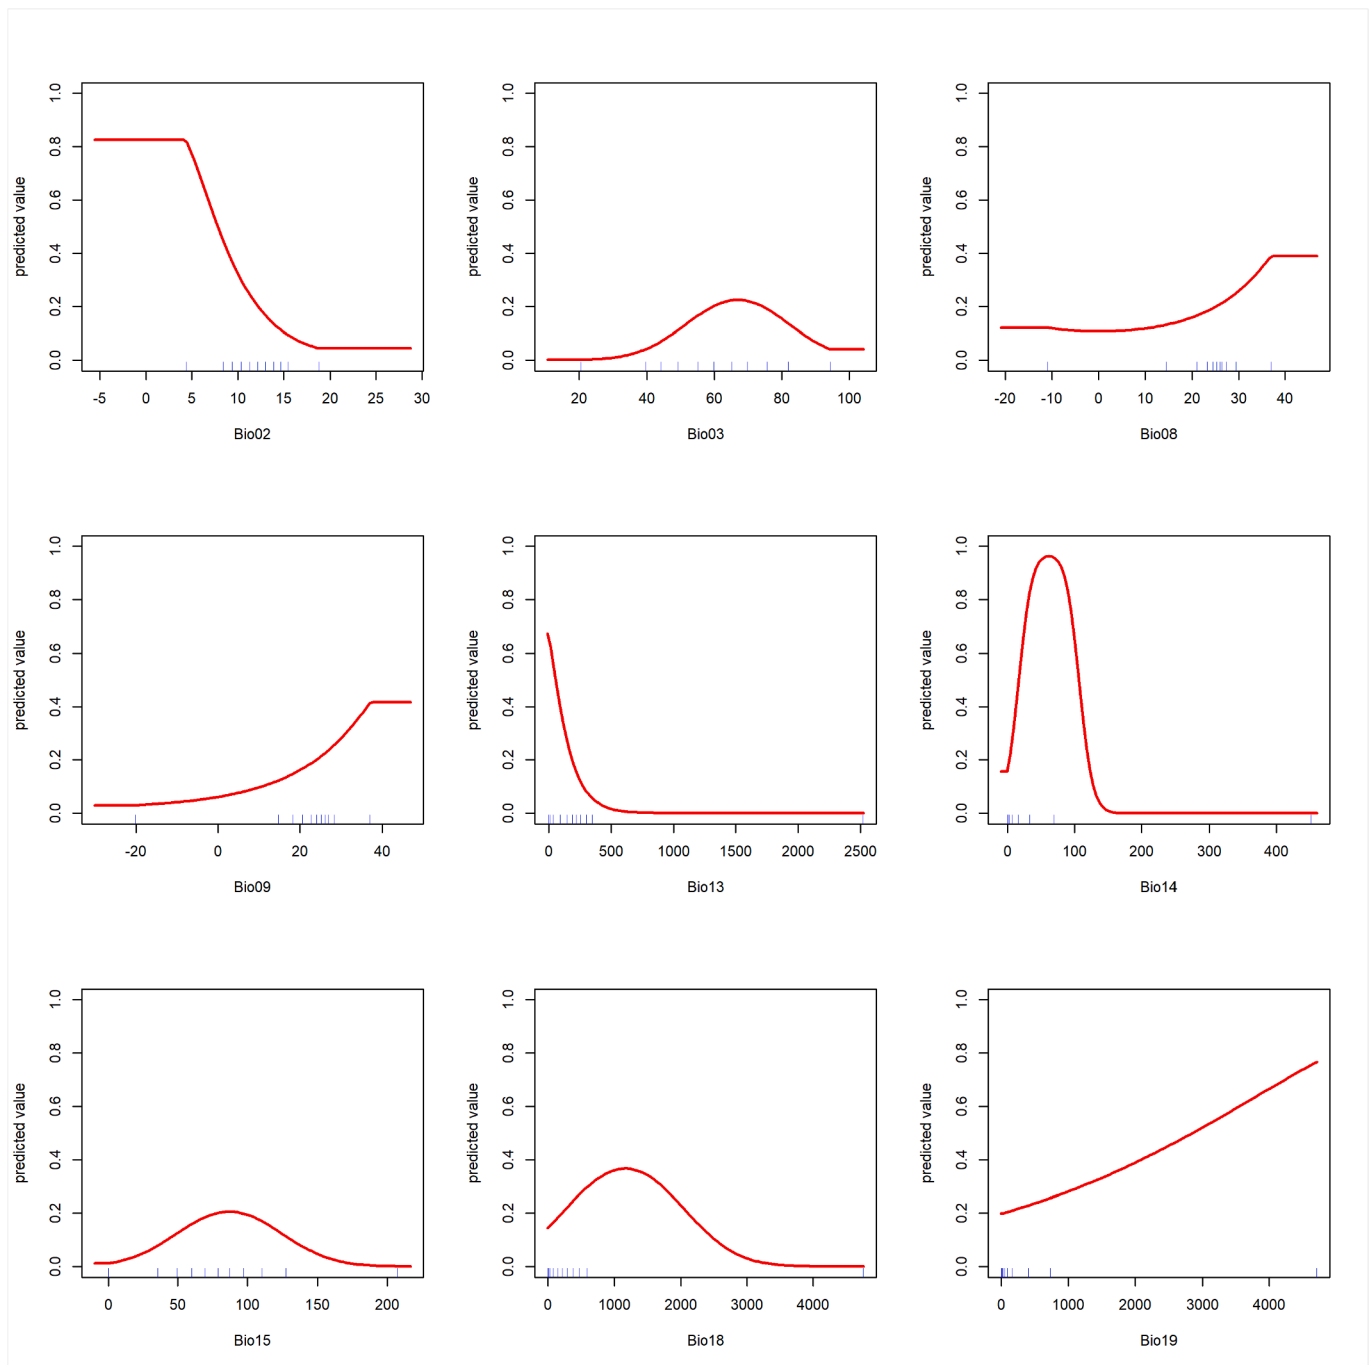 predicted value
0.0 0.2 0.4 0.6 0.8 1.0
-5 0 5 10 15 20 25 30
Bio02
predicted value
0.0 0.2 0.4 0.6 0.8 1.0
20 40 60 80 100
Bio03
predicted value
0.0 0.2 0.4 0.6 0.8 1.0
-20 -10 0 10 20 30 40
Bio08
predicted value
0.0 0.2 0.4 0.6 0.8 1.0
-20 0 20 40
Bio09
predicted value
0.0 0.2 0.4 0.6 0.8 1.0
0 500 1000 1500 2000 2500
Bio13
predicted value
0.0 0.2 0.4 0.6 0.8 1.0
0 100 200 300 400
Bio14
predicted value
0.0 0.2 0.4 0.6 0.8 1.0
0 50 100 150 200
Bio15
predicted value
0.0 0.2 0.4 0.6 0.8 1.0
0 1000 2000 3000 4000
Bio18
predicted value
0.0 0.2 0.4 0.6 0.8 1.0
0 1000 2000 3000 4000
Bio19